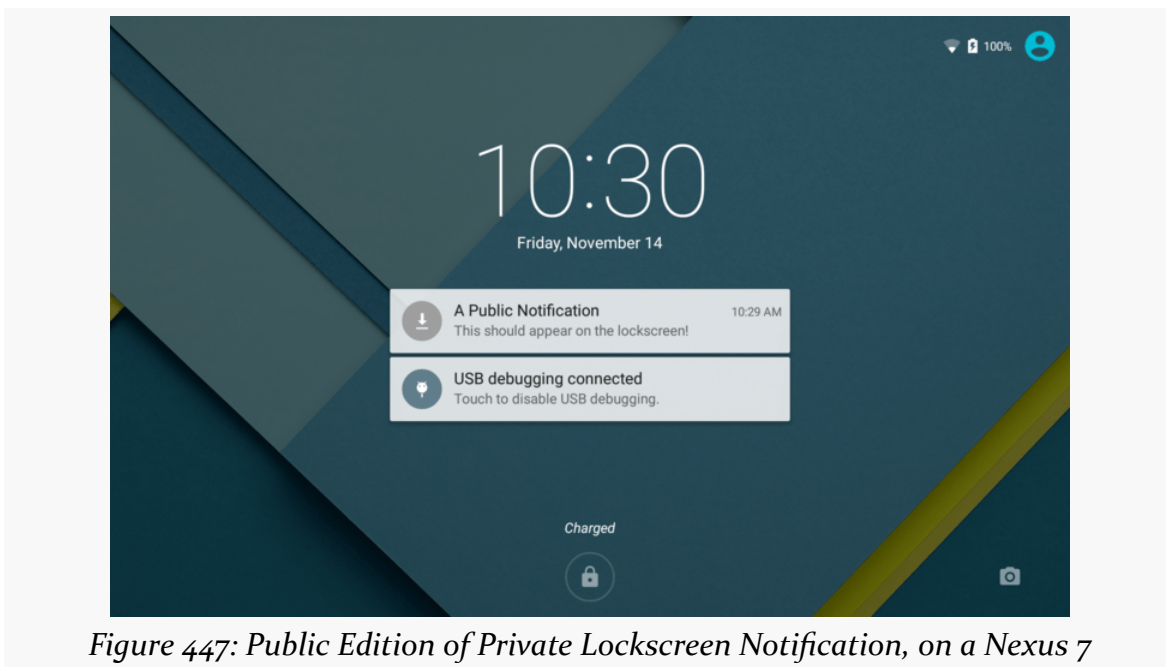 100%
10:30
Friday, November 14
A Public Notification
10:29 AM
This should appear on the lockscreen!
USB debugging connected
Touch to disable USB debugging.
Charged
Figure 447: Public Edition of Private Lockscreen Notification, on a Nexus 7